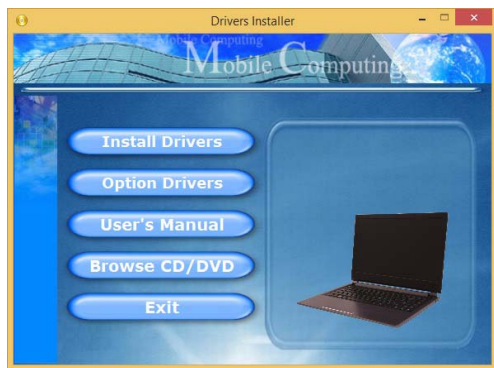 Drivers Installer
Mobile Computing
Mobile Computing
Install Drivers
Option Drivers
User's Manual
Browse CD/DVD
Exit